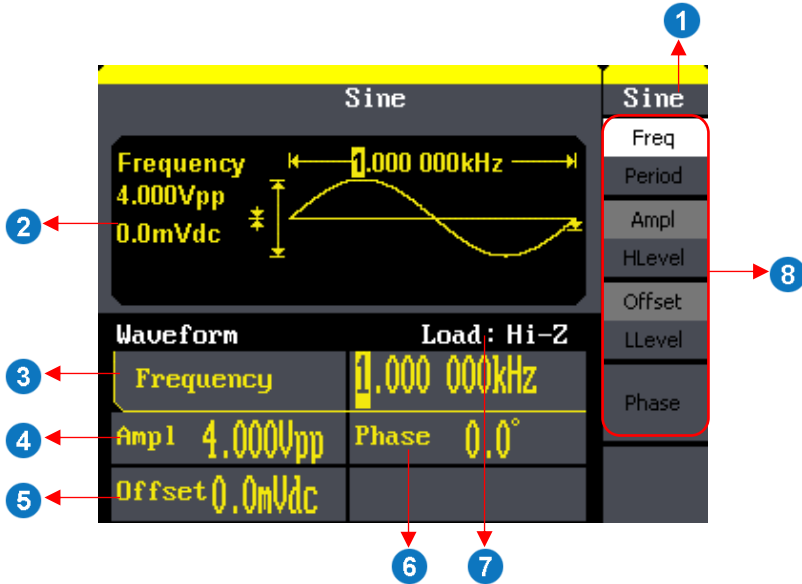 1
Sine
Sine
Frequency 1.000 000kHz
4.000Vpp
0.0mVdc
2
Freq
Period
Ampl
HLevel
Offset
LLevel
Phase
8
Waveform Load: Hi-Z
3
Frequency 1.000 000kHz
4
Ampl 4.000Vpp Phase 0.0°
5
Offset 0.0mVdc
6
7